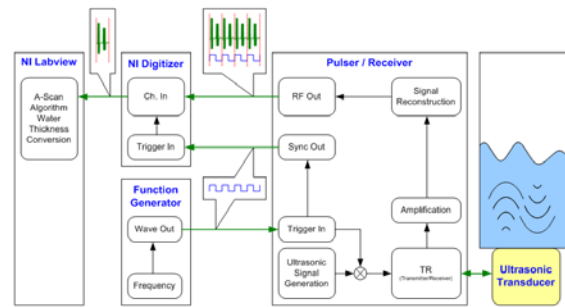 NI Labview
A-Scan
Algorithm
Water
Thickness
Conversion
NI Digitizer
Ch. In
Trigger In
Function
Generator
Wave Out
Frequency
Pulser / Receiver
RF Out
Signal
Reconstruction
Sync Out
Trigger In
Amplification
Ultrasonic
Signal
Generation
TR
(Transmitter/Receiver)
Ultrasonic
Transducer